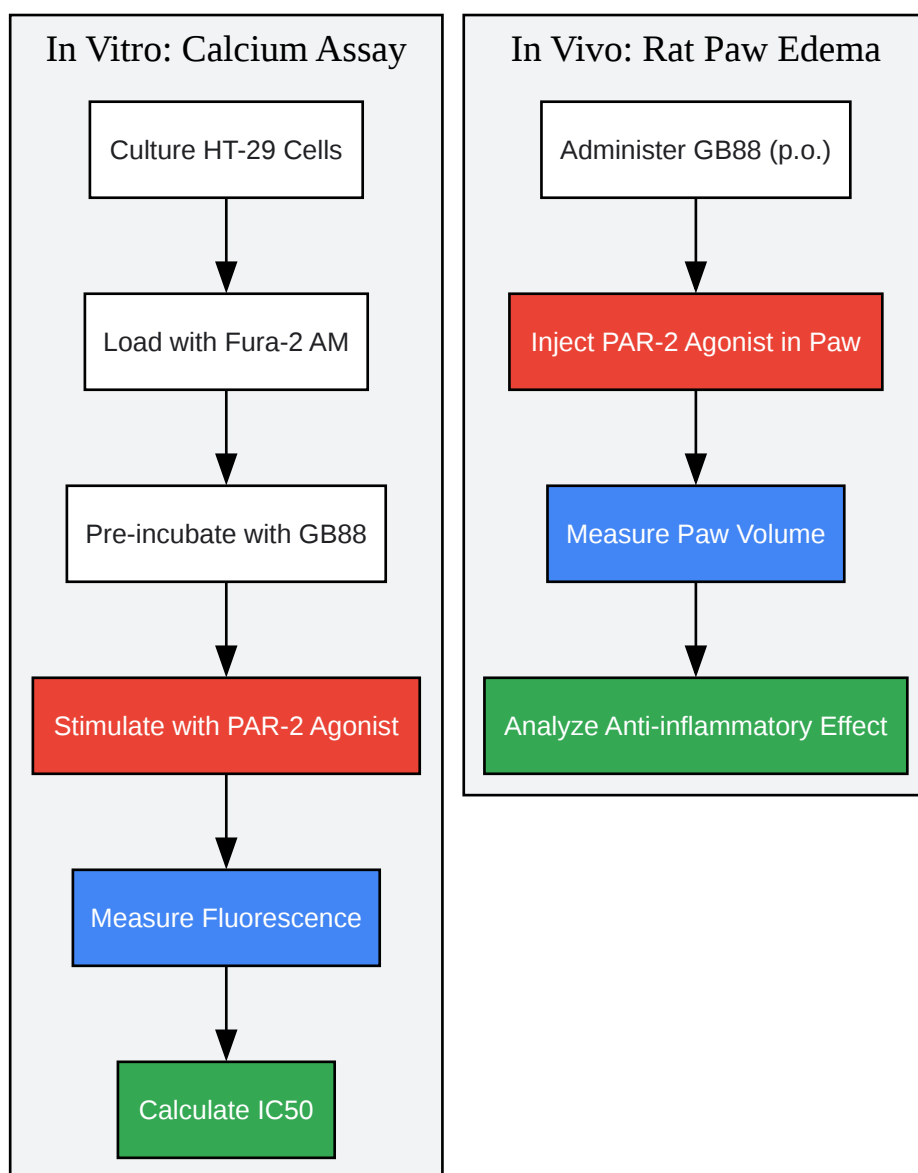 In Vitro: Calcium Assay
Culture HT-29 Cells
Load with Fura-2 AM
Pre-incubate with GB88
Stimulate with PAR-2 Agonist
Measure Fluorescence
Calculate IC50
In Vivo: Rat Paw Edema
Administer GB88 (p.o.)
Inject PAR-2 Agonist in Paw
Measure Paw Volume
Analyze Anti-inflammatory Effect